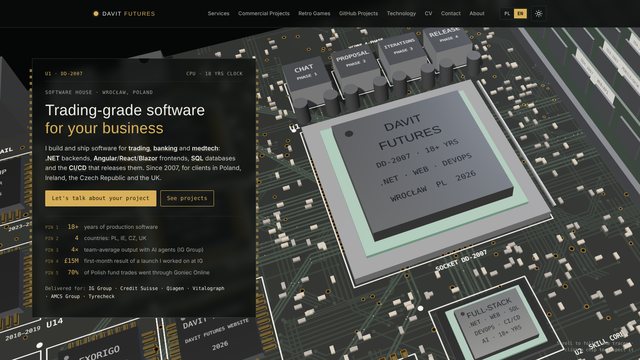 DAVIT FUTURES
Services
Commercial Projects
Retro Games
GitHub Projects
Technology
CV
Contact
About
PL
EN
U1 · DD-2007
CPU · 18 YRS CLOCK
SOFTWARE HOUSE · WROCŁAW, POLAND
Trading-grade software
for your business
I build and ship software for trading, banking and medtech:
.NET backends, Angular/React/Blazor frontends, SQL databases
and the CI/CD that releases them. Since 2007, for clients in Poland,
Ireland, the Czech Republic and the UK.
Let's talk about your project
See projects
PIN 1 18+ years of production software
PIN 2 4 countries: PL, IE, CZ, UK
PIN 3 4× team-average output with AI agents (IG Group)
PIN 4 £15M first-month result of a launch I worked on at IG
PIN 5 70% of Polish fund trades went through Goniec Online
Delivered for: IG Group · Credit Suisse · Qiagen · Vitalograph
· AMCS Group · Tyrecheck
CHAT
PHASE 1
PROPOSAL
PHASE 2
ITERATIONS
PHASE 3
RELEASE
PHASE 4
DAVIT
FUTURES
DD-2007 · 18+ YRS
.NET · WEB · DEVOPS
WROCŁAW PL 2026
SOCKET DD-2007
FULL-STACK
.NET · WEB · SQL
DEVOPS · CI/CD
AI · 18+ YRS
U2 SKILL
2010-2019
U14
DAVIT FUTURES WEBSITE
2026